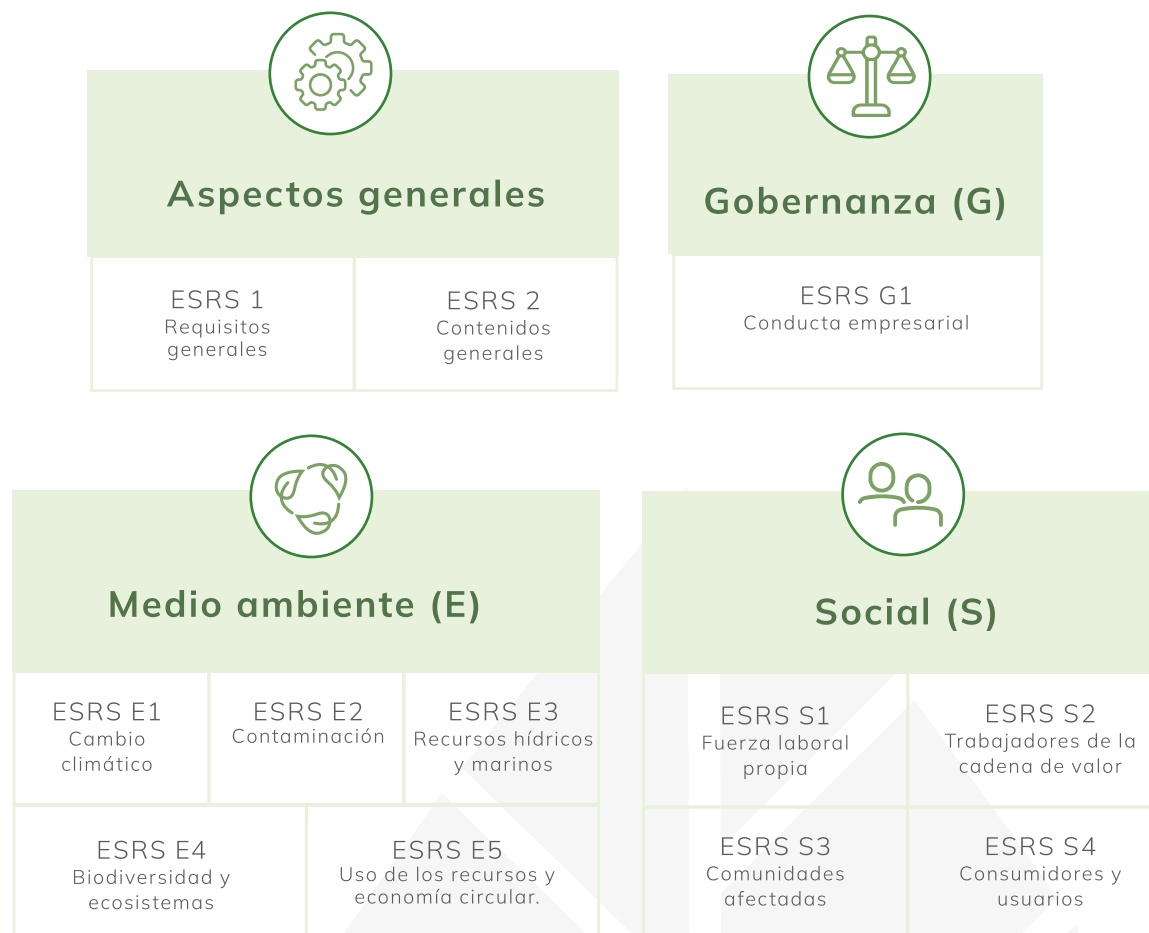 Aspectos generales
ESRS 1
Requisitos
generales
ESRS 2
Contenidos
generales
Gobernanza (G)
ESRS G1
Conducta empresarial
Medio ambiente (E)
ESRS E1
Cambio
climático
ESRS E2
Contaminación
ESRS E3
Recursos hídricos
y marinos
ESRS E4
Biodiversidad y
ecosistemas
ESRS E5
Uso de los recursos y
economía circular.
Social (S)
ESRS S1
Fuerza laboral
propia
ESRS S2
Trabajadores de la
cadena de valor
ESRS S3
Comunidades
afectadas
ESRS S4
Consumidores y
usuarios